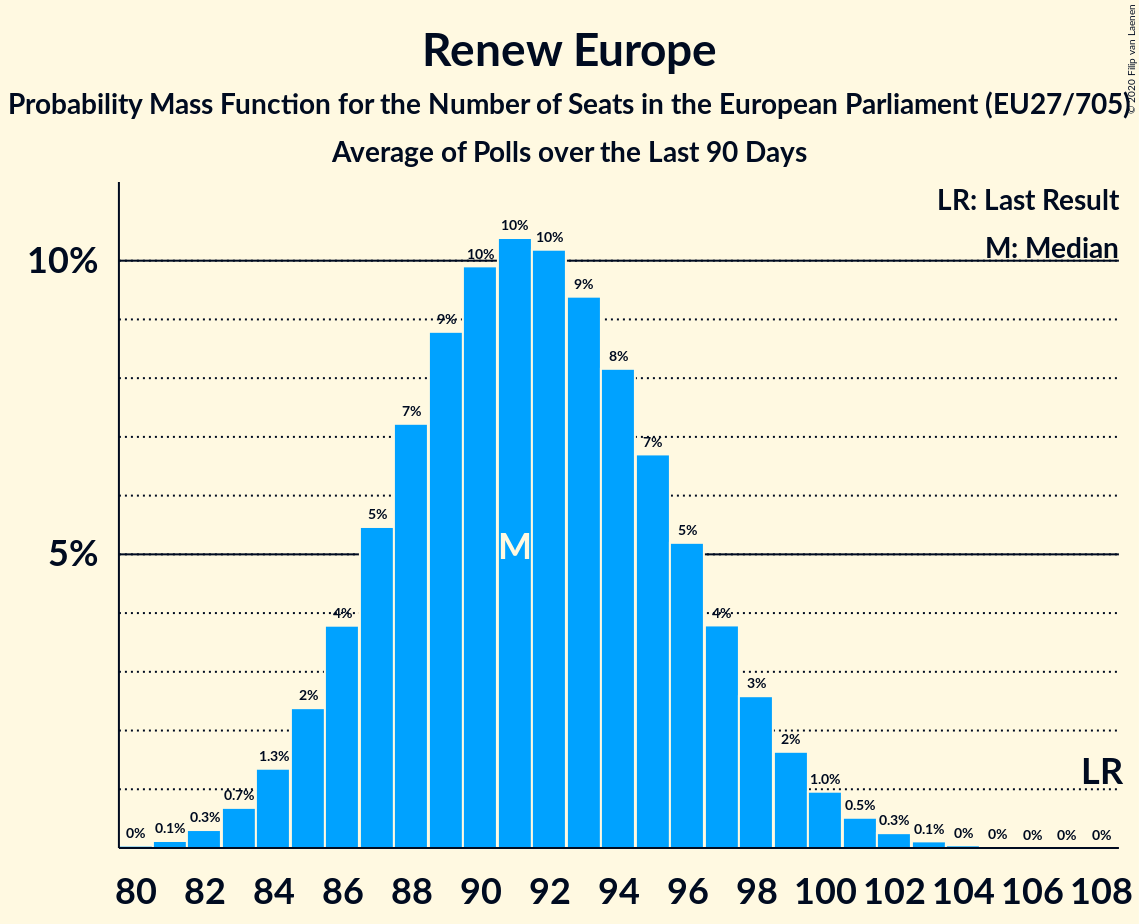 Renew Europe
Probability Mass Function for the Number of Seats in the European Parliament (EU27/705)
Average of Polls over the Last 90 Days
© 2020 Filip van Laenen
LR: Last Result
M: Median
10%
5%
0% 0.1% 0.3% 0.7% 1.3% 2% 4% 5% 7% 9% 10% 10% 10% 9% 8% 7% 5% 4% 3% 2% 1.0% 0.5% 0.3% 0.1% 0% 0% 0% 0% 0%
M
LR
80 82 84 86 88 90 92 94 96 98 100 102 104 106 108